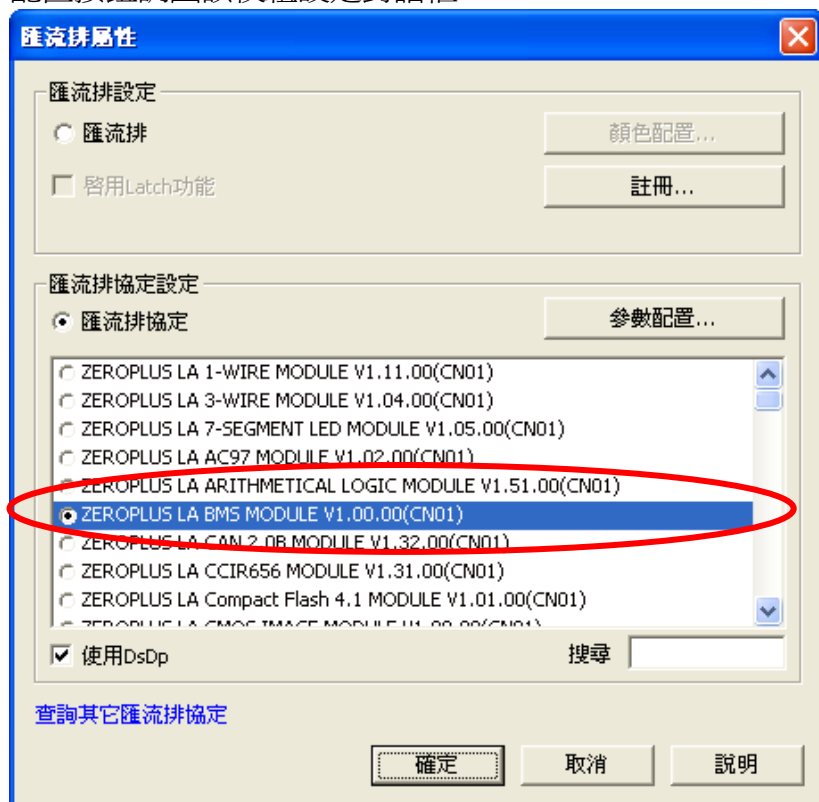 匯流排屬性
匯流排設定
匯流排
顏色配置...
啓用Latch功能
註冊...
匯流排協定設定
匯流排協定
參數配置...
ZEROPLUS LA 1-WIRE MODULE V1.11.00(CN01)
ZEROPLUS LA 3-WIRE MODULE V1.04.00(CN01)
ZEROPLUS LA 7-SEGMENT LED MODULE V1.05.00(CN01)
ZEROPLUS LA AC97 MODULE V1.02.00(CN01)
ZEROPLUS LA ARITHMETICAL LOGIC MODULE V1.51.00(CN01)
ZEROPLUS LA BMS MODULE V1.00.00(CN01)
ZEROPLUS LA CAN 2.0B MODULE V1.32.00(CN01)
ZEROPLUS LA CCIR656 MODULE V1.31.00(CN01)
ZEROPLUS LA Compact Flash 4.1 MODULE V1.01.00(CN01)
ZEROPLUS LA CMOS IMAGE MODULE
使用DsDp
搜尋
查詢其它匯流排協定
確定
取消
說明